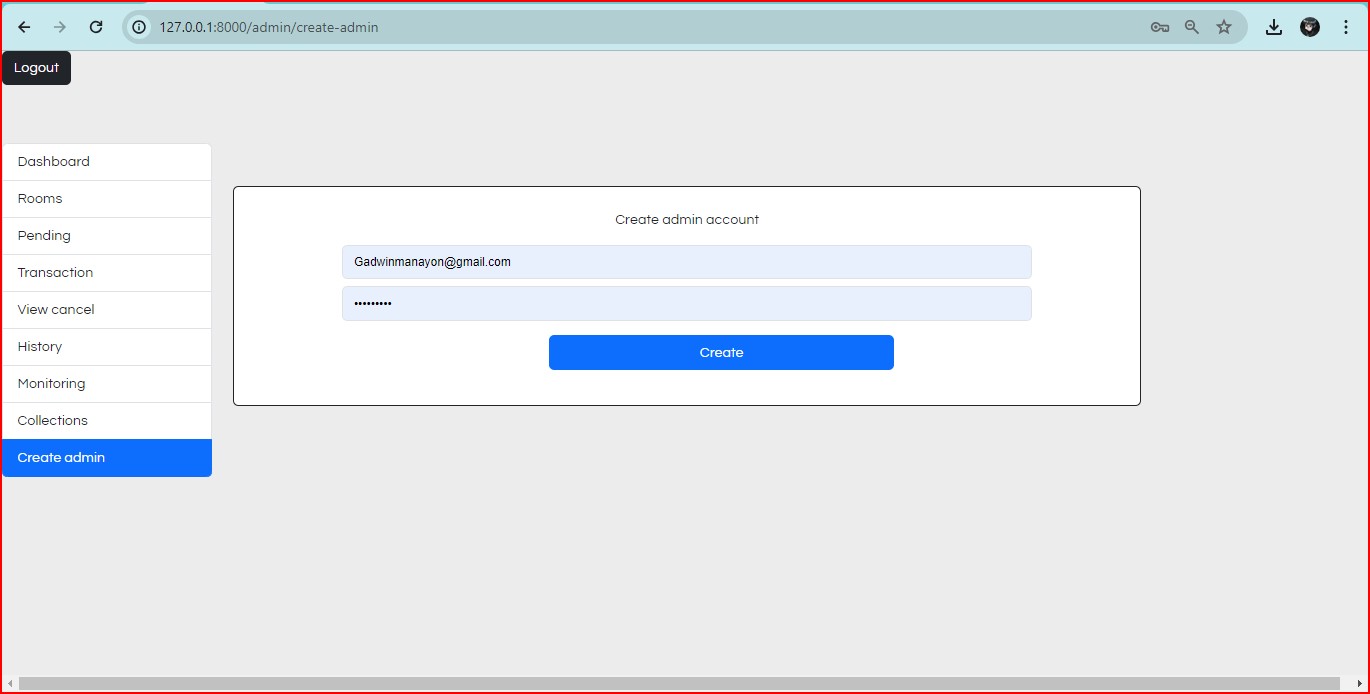 127.0.0.1:8000/admin/create-admin
Logout
Dashboard
Rooms
Pending
Transaction
View cancel
History
Monitoring
Collections
Create admin
Create admin account
Gadwinmanayon@gmail.com
•••••••••
Create